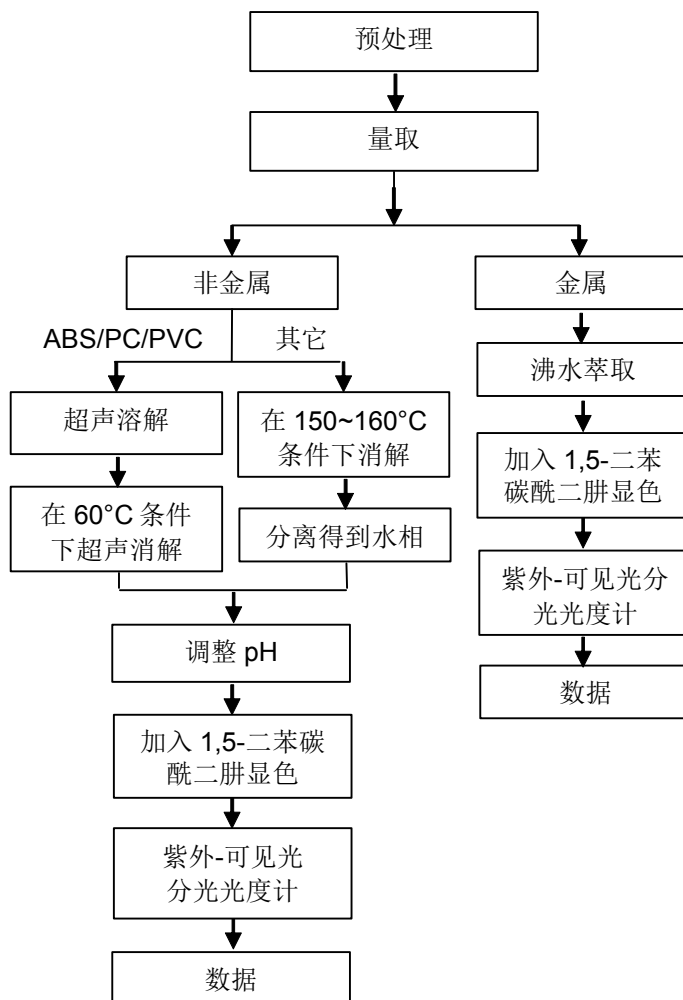 预处理
量取
非金属
金属
ABS/PC/PVC
其它
超声溶解
在 60°C 条件
下超声消解
在 150~160°C
条件下消解
分离得到水相
调整 pH
加入 1,5-二苯碳
酰二肼显色
紫外-可见光
分光光度计
数据
沸水萃取
加入 1,5-二苯
碳酰二肼显色
紫外-可见光分
光光度计
数据